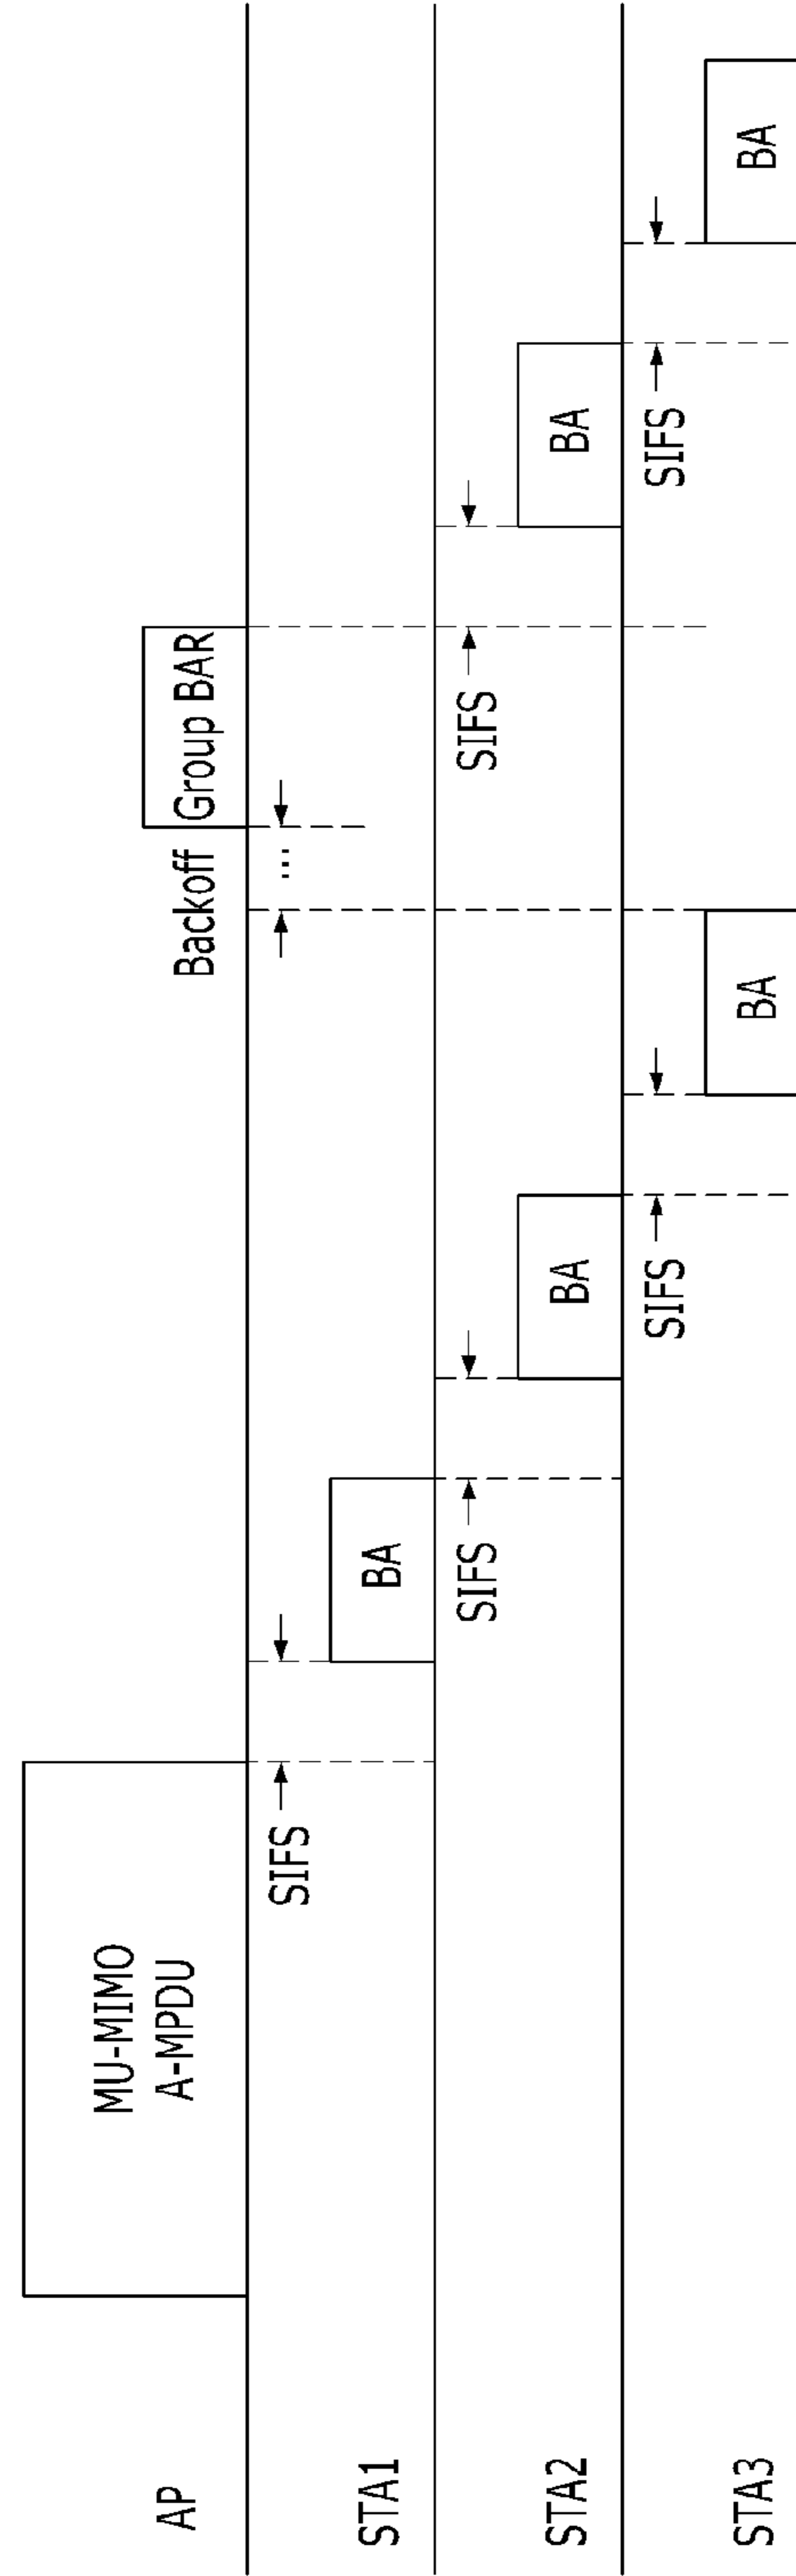 AP
MU-MIMO
A-MPDU
Backoff
Group BAR
SIFS
...
STA1
BA
SIFS
SIFS
STA2
BA
BA
SIFS
SIFS
STA3
BA
BA